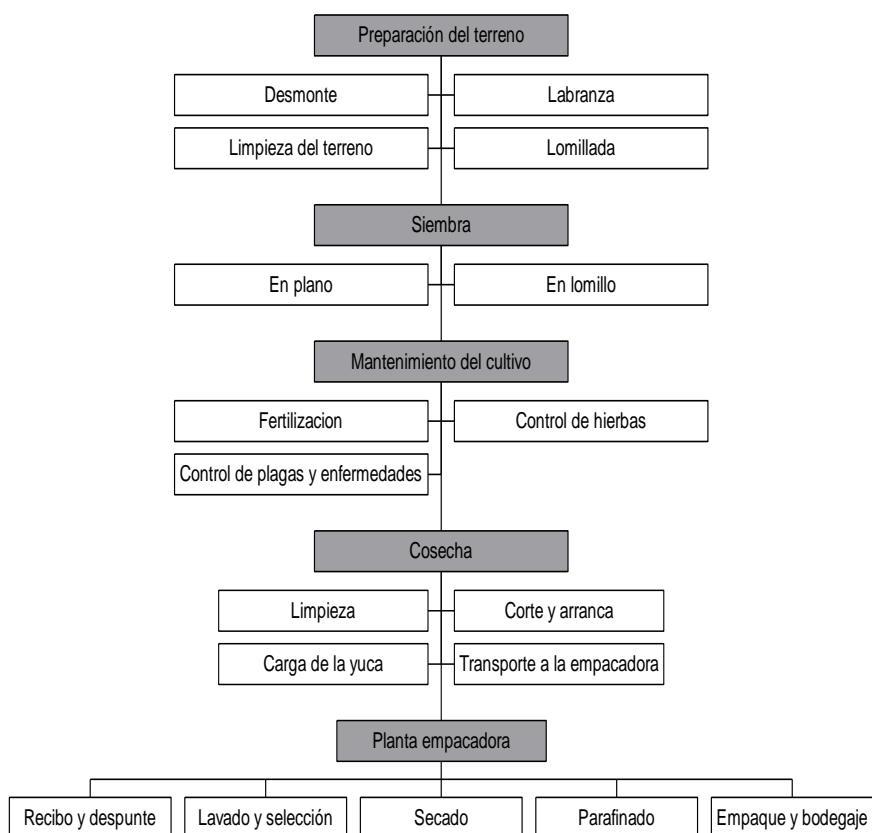 Preparación del terreno
Desmonte
Labranza
Limpieza del terreno
Lomillada
Siembra
En plano
En lomillo
Mantenimiento del cultivo
Fertilizacion
Control de hierbas
Control de plagas y enfermedades
Cosecha
Limpieza
Corte y arranca
Carga de la yuca
Transporte a la empacadora
Planta empacadora
Recibo y despunte
Lavado y selección
Secado
Parafinado
Empaque y bodegaje